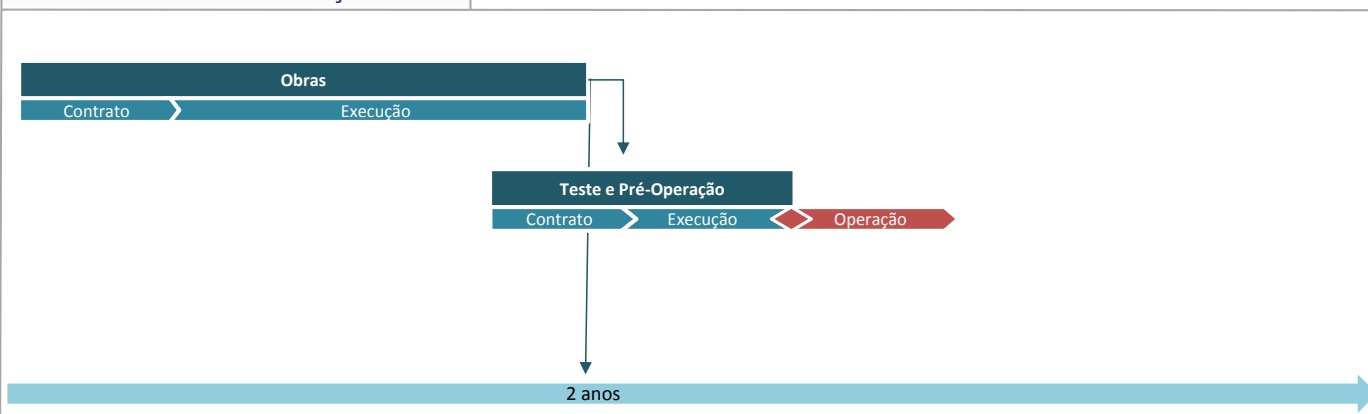 Obras
Contrato Execução
Teste e Pré-Operação
Contrato Execução Operação
2 anos